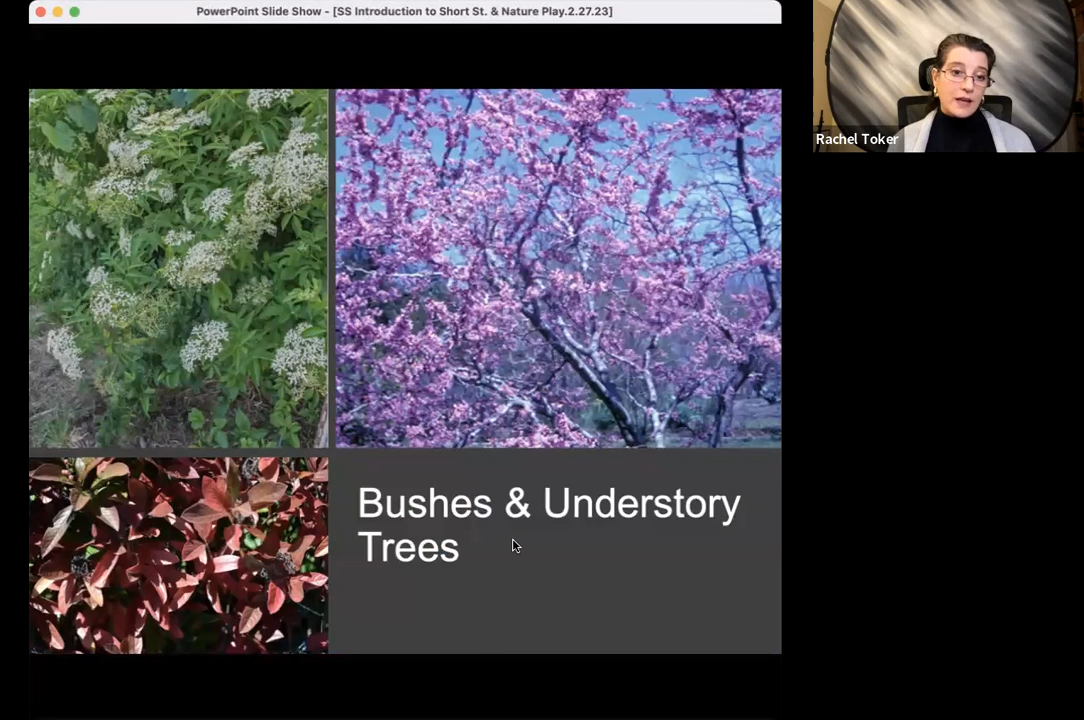 PowerPoint Slide Show - [SS Introduction to Short St. & Nature Play.2.27.23]
Rachel Toker
Bushes & Understory
Trees